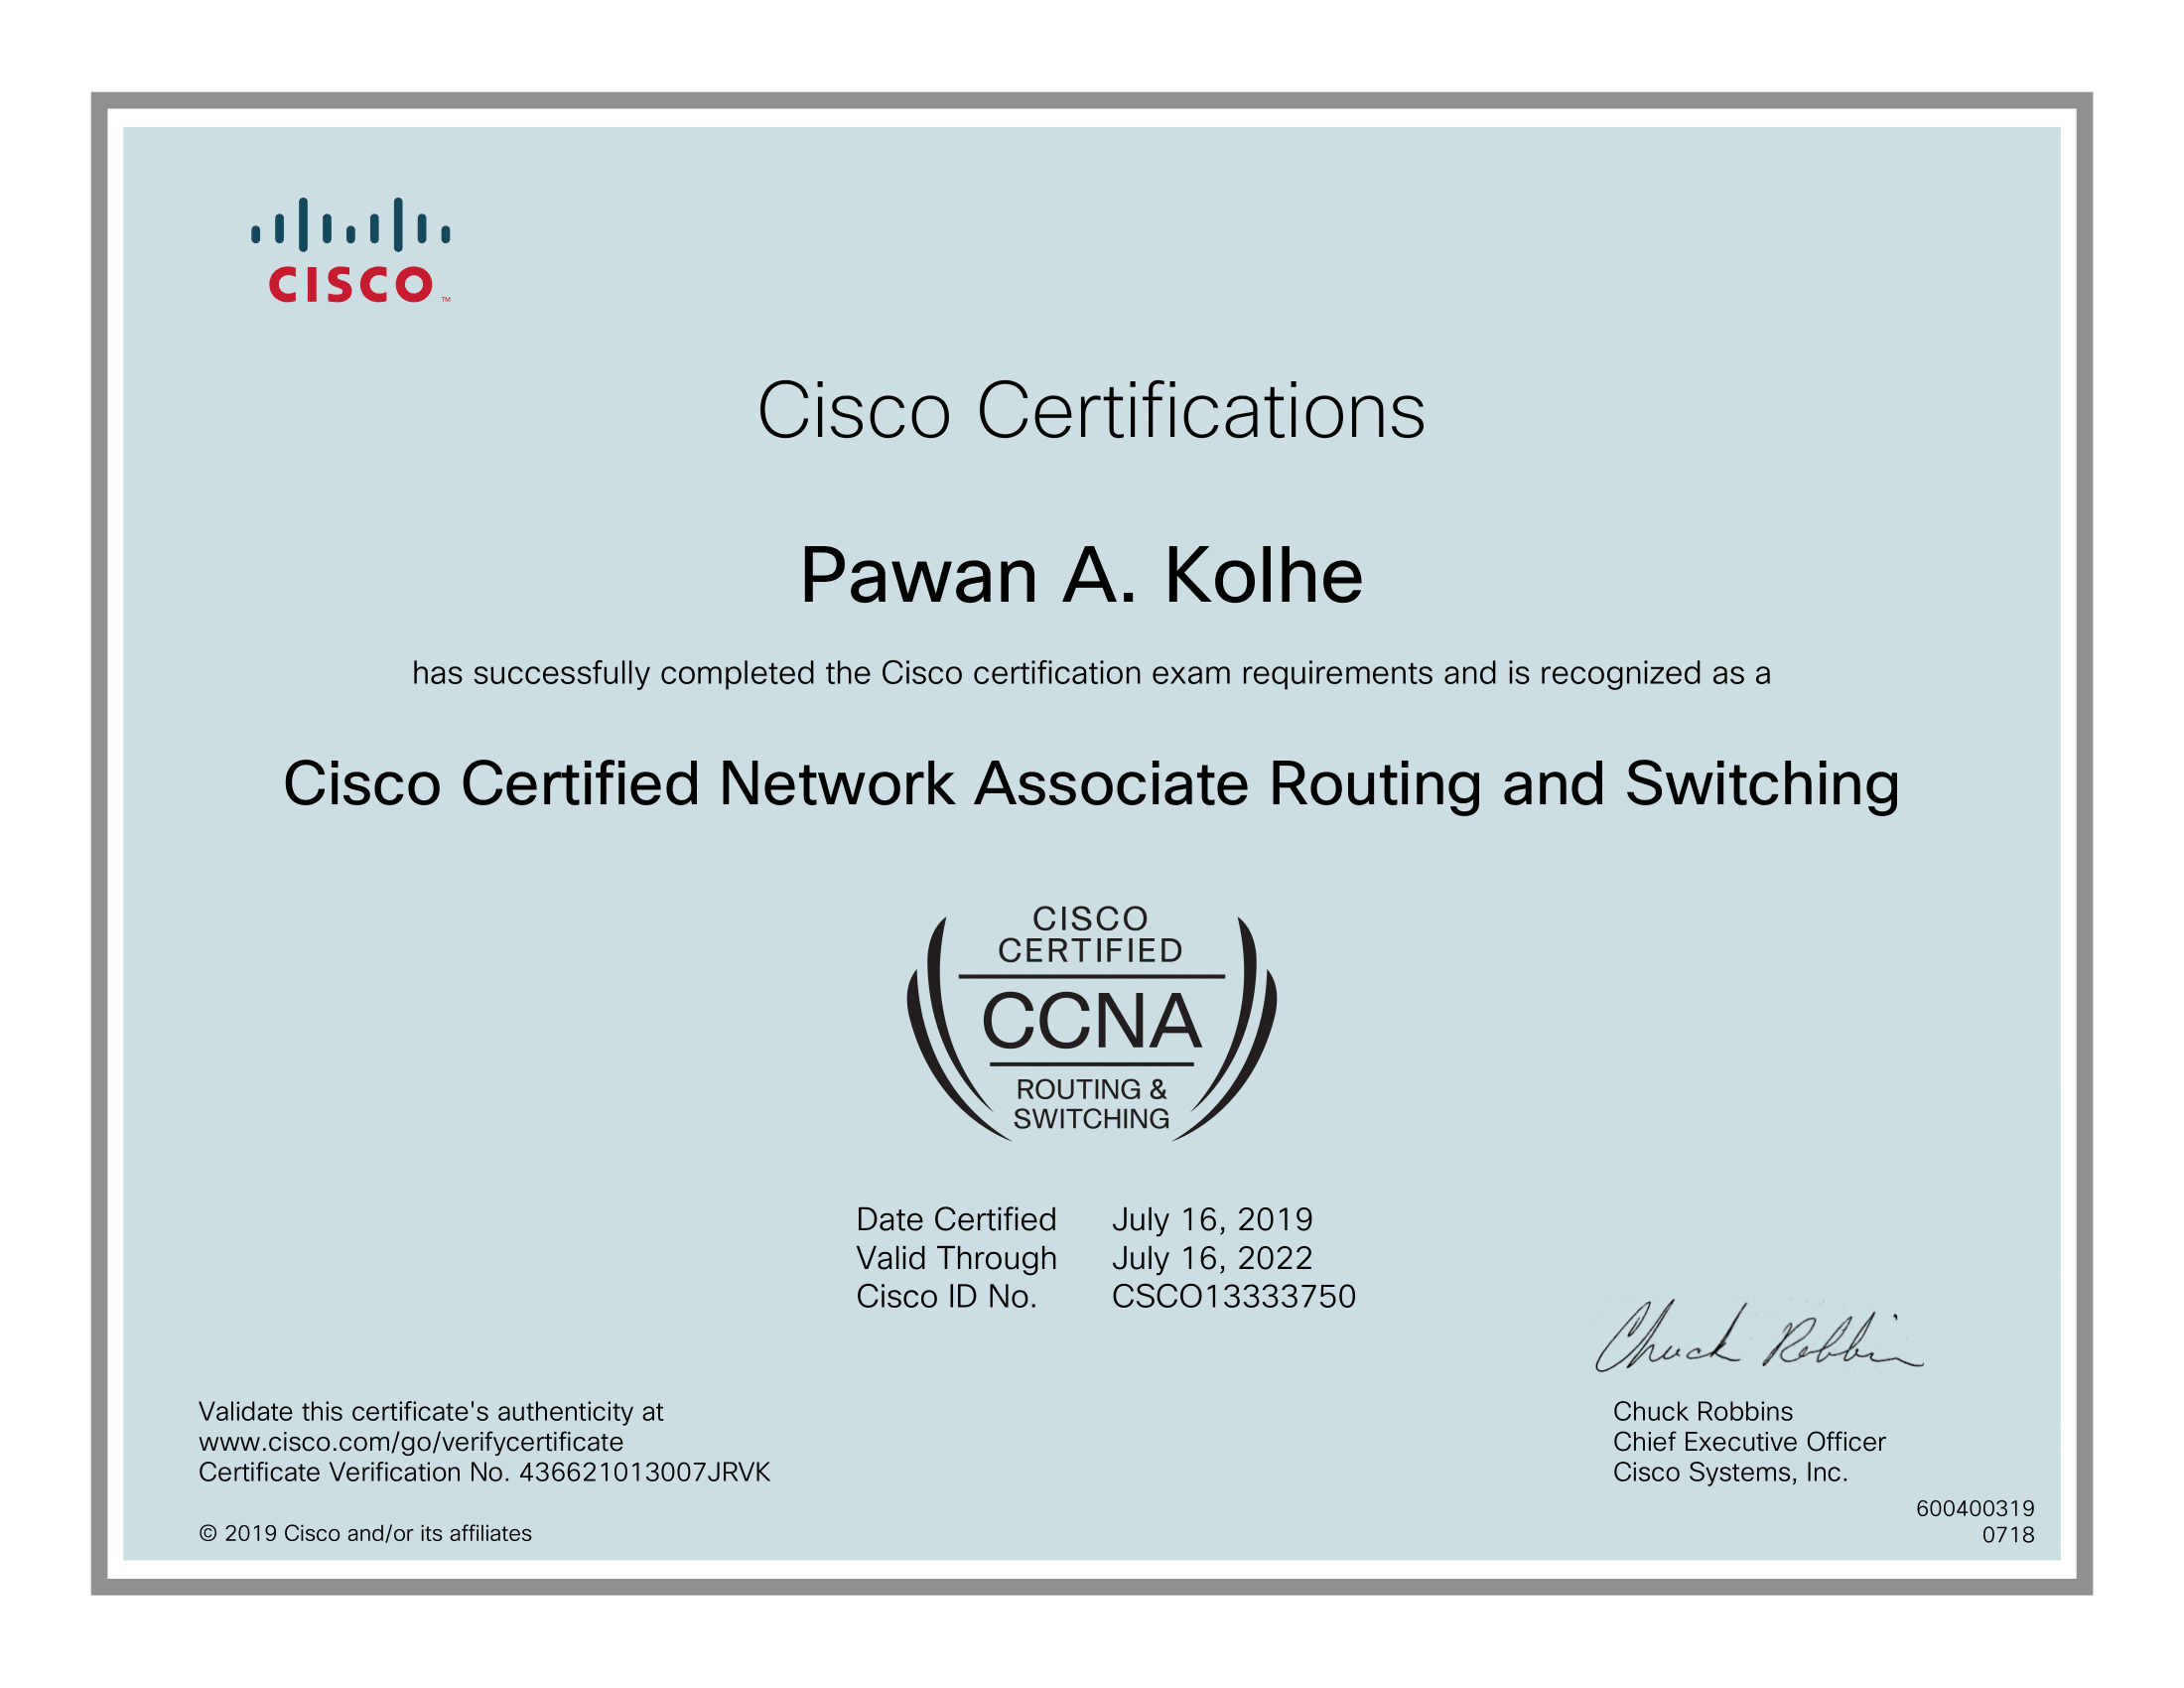 CISCO ™
Cisco Certifications
Pawan A. Kolhe
has successfully completed the Cisco certification exam requirements and is recognized as a
Cisco Certified Network Associate Routing and Switching
CISCO
CERTIFIED
CCNA
ROUTING &
SWITCHING
Date Certified July 16, 2019
Valid Through July 16, 2022
Cisco ID No. CSCO13333750
Chuck Robbins
Validate this certificate's authenticity at
www.cisco.com/go/verifycertificate
Certificate Verification No. 436621013007JRVK
© 2019 Cisco and/or its affiliates
Chuck Robbins
Chief Executive Officer
Cisco Systems, Inc.
600400319
0718